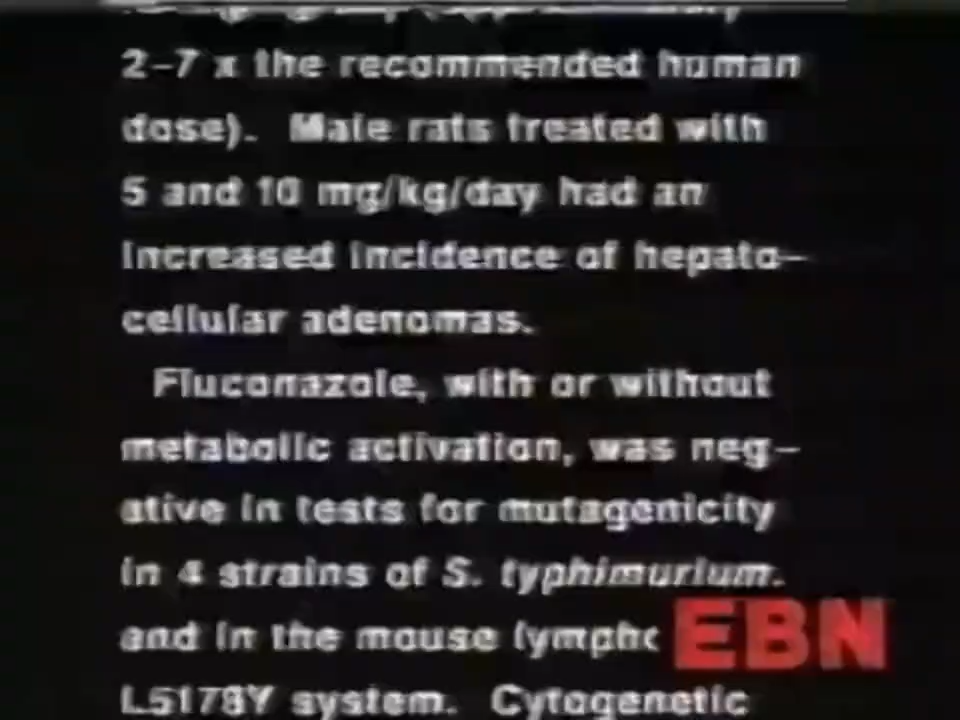 2-7 x the recommended human
dose). Male rats treated with
5 and 10 mg/kg/day had an
increased incidence of hepato-
cellular adenomas.
Fluconazole, with or without
metabolic activation, was neg-
ative in tests for mutagenicity
in 4 strains of S. typhimurium.
and in the mouse
EBN
L5178Y system. Cytogenetic